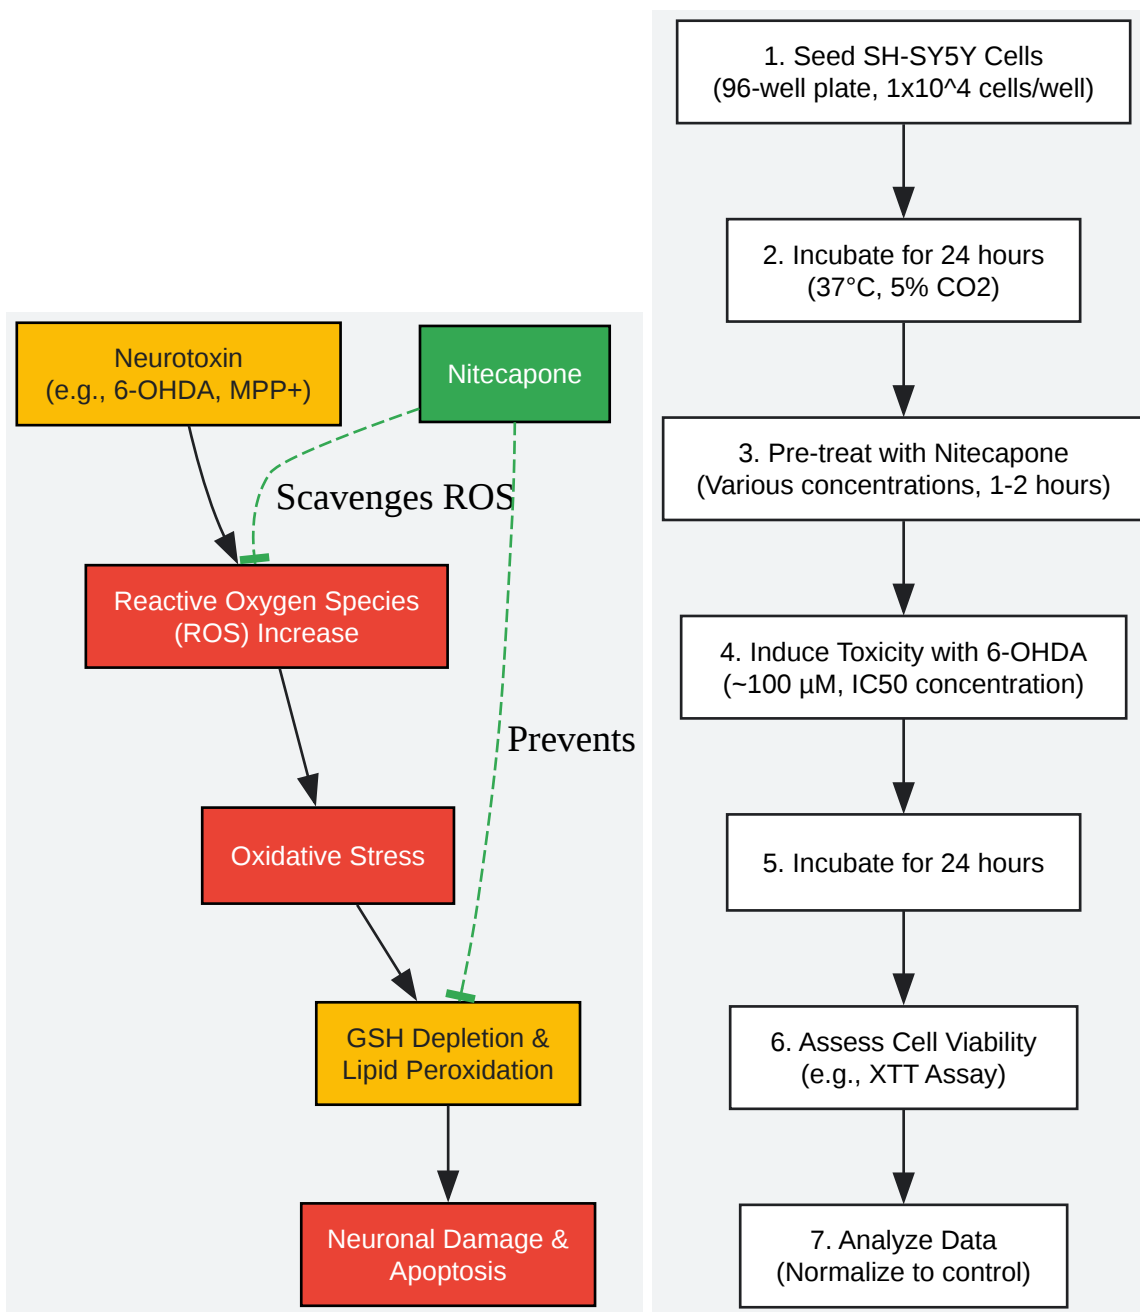 Neurotoxin
(e.g., 6-OHDA, MPP+)
Nitecapone
Scavenges ROS
Reactive Oxygen Species
(ROS) Increase
Prevents
Oxidative Stress
GSH Depletion &
Lipid Peroxidation
Neuronal Damage &
Apoptosis
1. Seed SH-SY5Y Cells
(96-well plate, 1x10^4 cells/well)
2. Incubate for 24 hours
(37°C, 5% CO2)
3. Pre-treat with Nitecapone
(Various concentrations, 1-2 hours)
4. Induce Toxicity with 6-OHDA
(~100 µM, IC50 concentration)
5. Incubate for 24 hours
6. Assess Cell Viability
(e.g., XTT Assay)
7. Analyze Data
(Normalize to control)